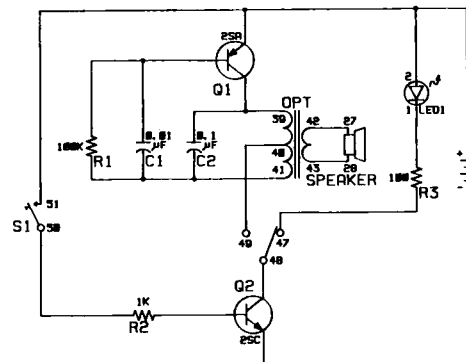 2SA
Q1
OPT
100K
R1
0.01
µF
C1
0.1
µF
C2
39
40
41
42
43
27
28
SPEAKER
2
1
LED1
100
R3
S1
51
50
49
47
48
1K
R2
Q2
2SC